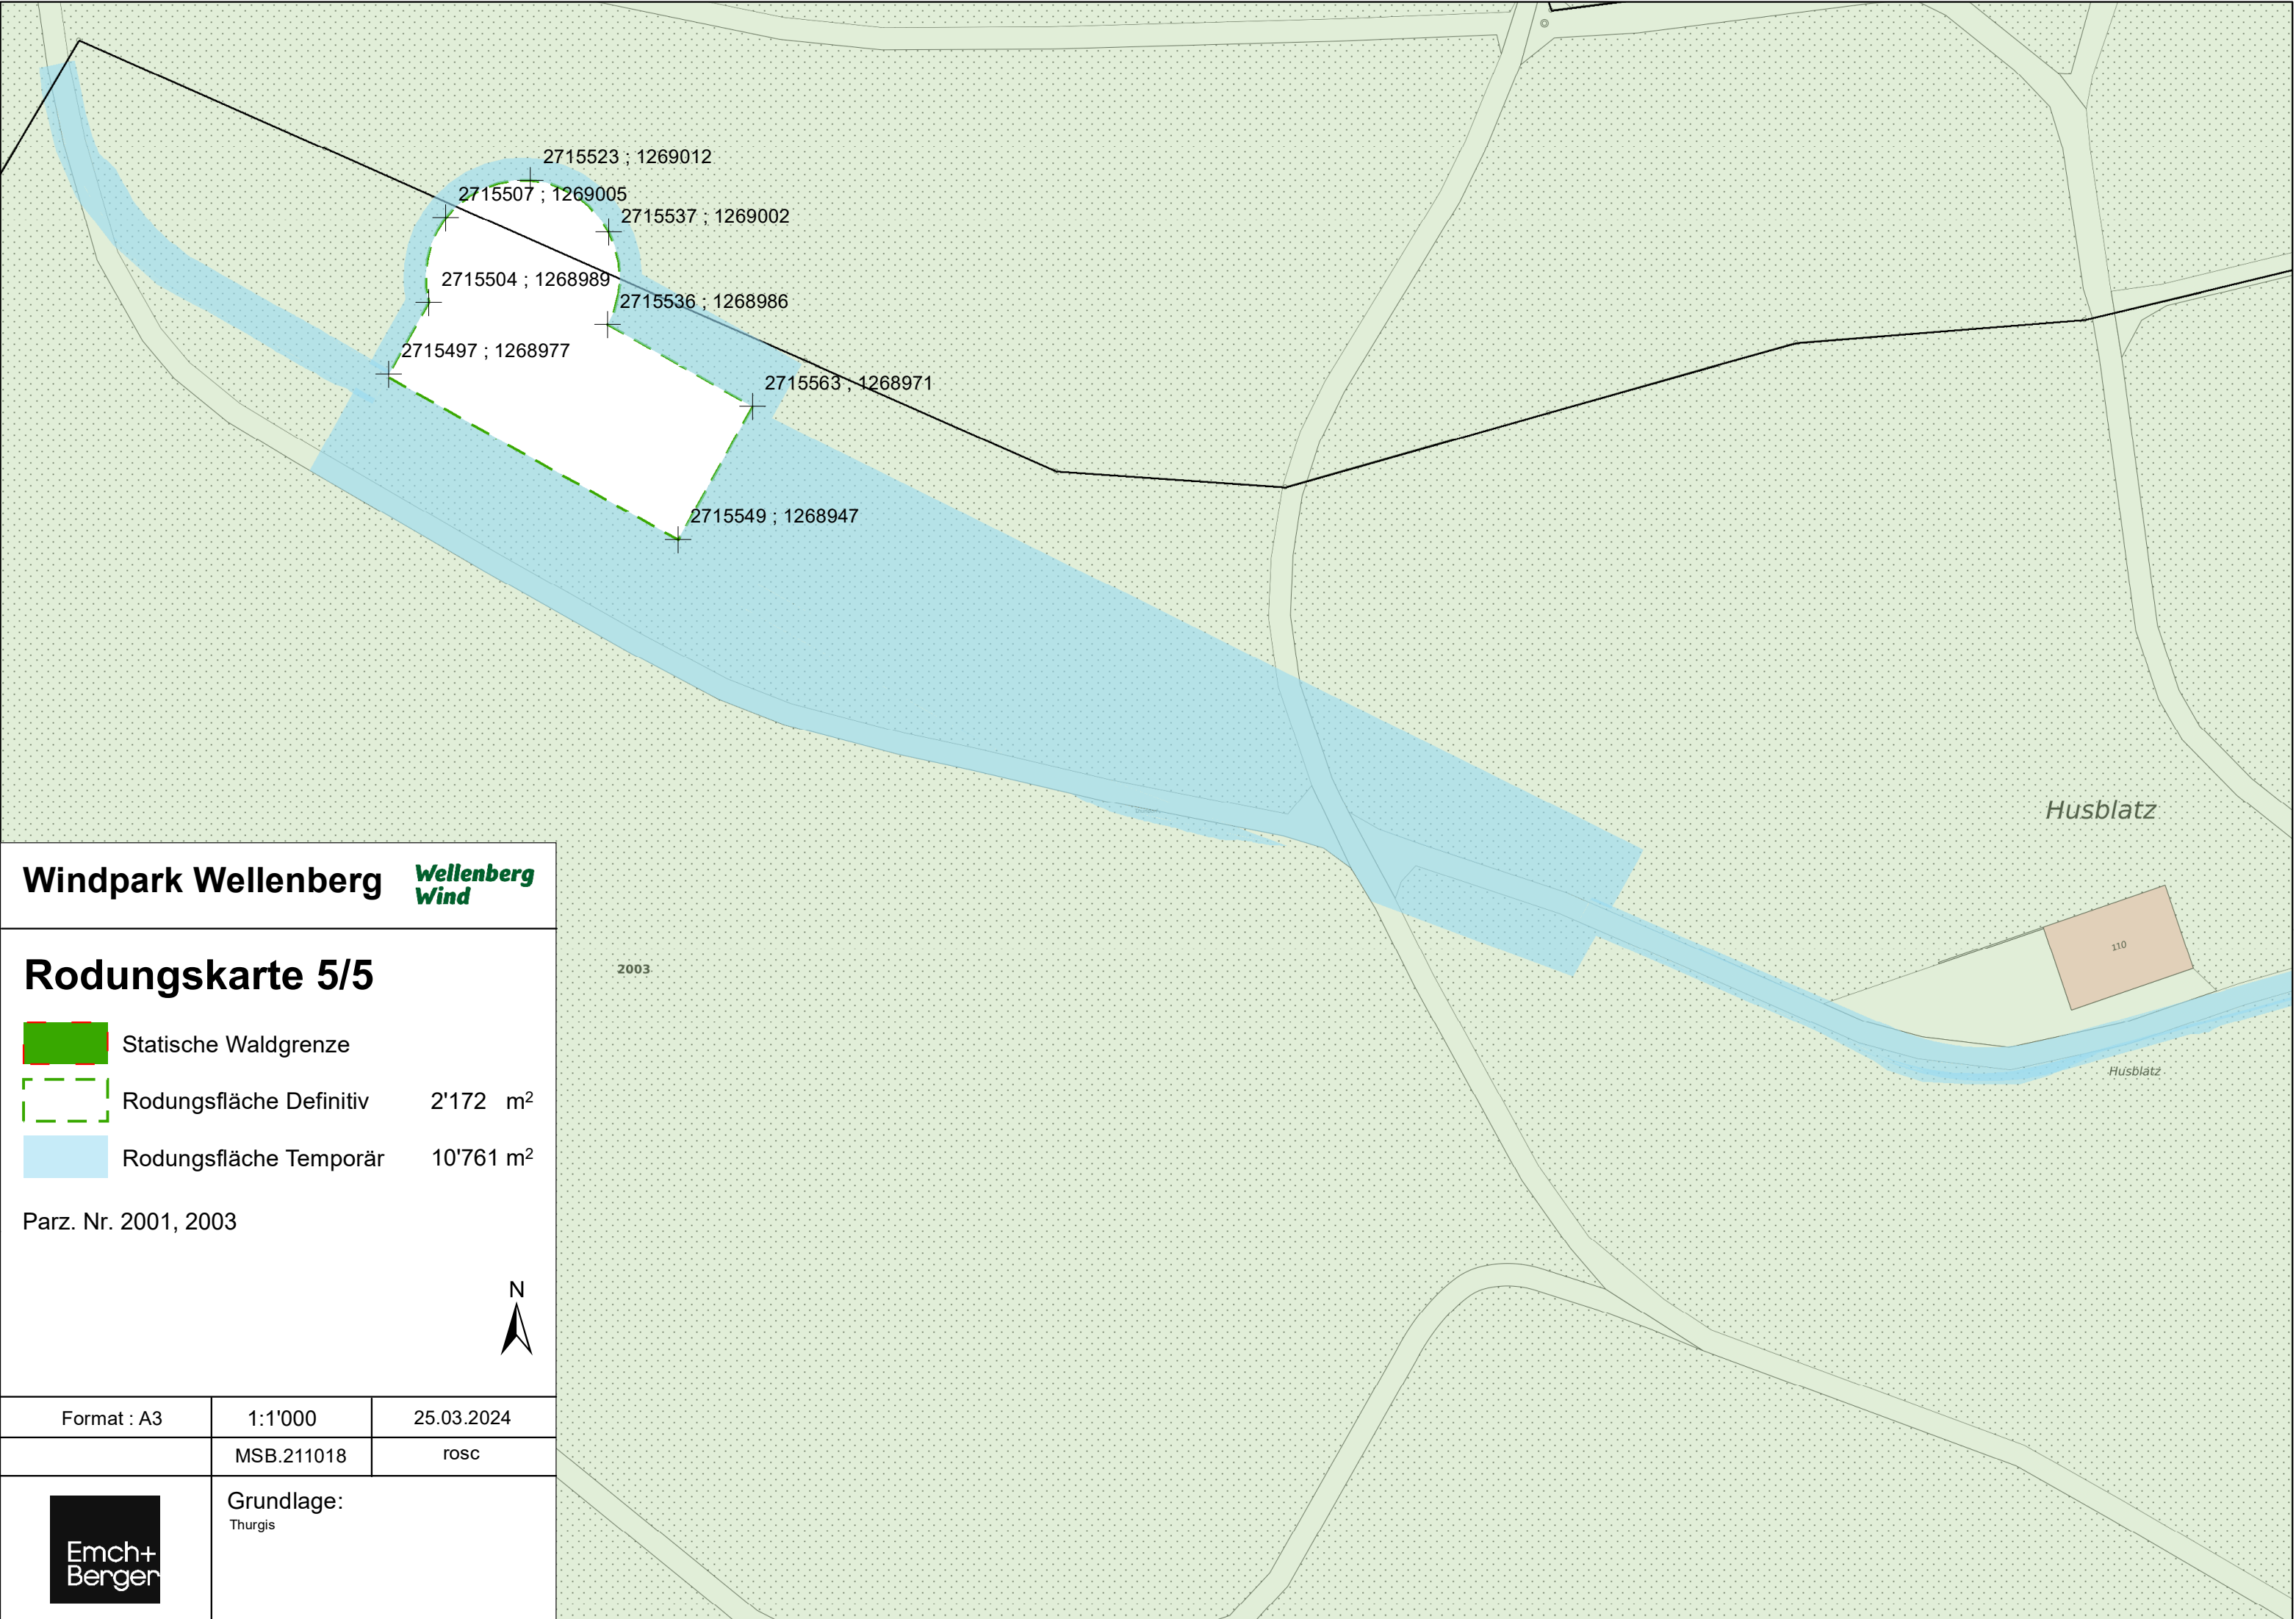 2715523 ; 1269012
2715507 ; 1269005
2715537 ; 1269002
2715504 ; 1268989
2715536 ; 1268986
2715497 ; 1268977
2715563 ; 1268971
2715549 ; 1268947
Husblatz
110
Husblatz
2003
Windpark Wellenberg
Wellenberg
Wind
Rodungskarte 5/5
Statische Waldgrenze
Rodungsfläche Definitiv 2'172 m²
Rodungsfläche Temporär 10'761 m²
Parz. Nr. 2001, 2003
N
Format : A3 1:1'000 25.03.2024
MSB.211018 rosc
Grundlage:
Thurgis
Emch+
Berger